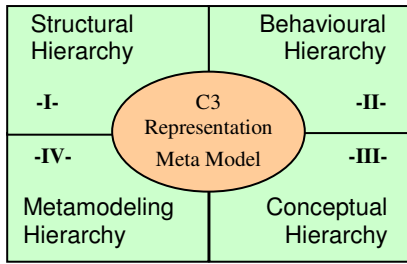 Structural
Hierarchy
-I-
Behavioural
Hierarchy
-II-
C3
Representation
Meta Model
-IV-
Metamodeling
Hierarchy
-III-
Conceptual
Hierarchy